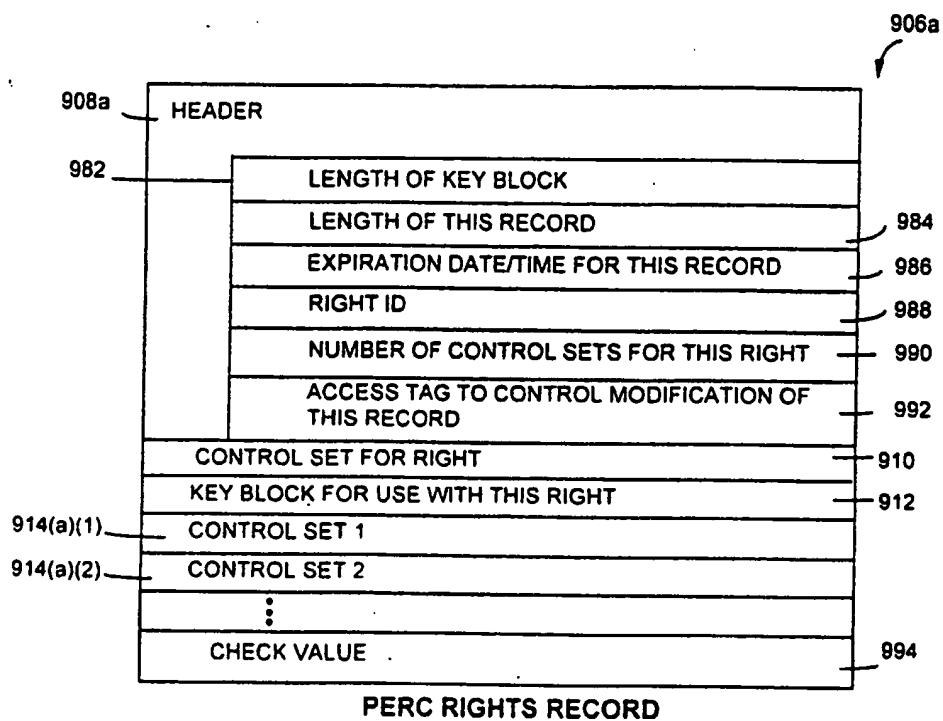 906a
908a HEADER
982 LENGTH OF KEY BLOCK
LENGTH OF THIS RECORD 984
EXPIRATION DATE/TIME FOR THIS RECORD 986
RIGHT ID 988
NUMBER OF CONTROL SETS FOR THIS RIGHT 990
ACCESS TAG TO CONTROL MODIFICATION OF
THIS RECORD 992
CONTROL SET FOR RIGHT 910
KEY BLOCK FOR USE WITH THIS RIGHT 912
914(a)(1) CONTROL SET 1
914(a)(2) CONTROL SET 2
CHECK VALUE 994
PERC RIGHTS RECORD